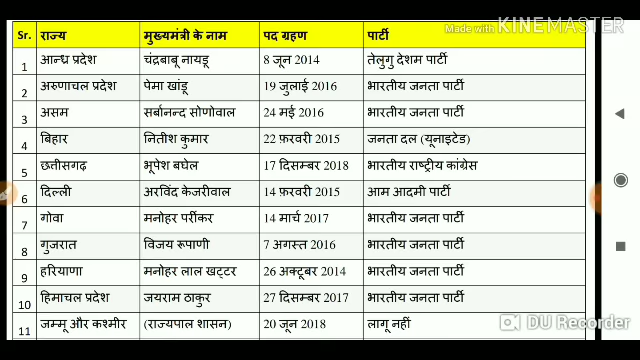 Made with KINEMASTER
Sr. राज्य मुख्यमंत्री के नाम पद ग्रहण पार्टी
1 आन्ध्र प्रदेश चंद्रबाबू नायडू 8 जून 2014 तेलुगु देशम पार्टी
2 अरुणाचल प्रदेश पेमा खांडू 19 जुलाई 2016 भारतीय जनता पार्टी
3 असम सर्बानन्द सोणोवाल 24 मई 2016 भारतीय जनता पार्टी
4 बिहार नितीश कुमार 22 फ़रवरी 2015 जनता दल (यूनाइटेड)
5 छत्तीसगढ़ भूपेश बघेल 17 दिसम्बर 2018 भारतीय राष्ट्रीय कांग्रेस
6 दिल्ली अरविंद केजरीवाल 14 फ़रवरी 2015 आम आदमी पार्टी
7 गोवा मनोहर पर्रीकर 14 मार्च 2017 भारतीय जनता पार्टी
8 गुजरात विजय रूपाणी 7 अगस्त 2016 भारतीय जनता पार्टी
9 हरियाणा मनोहर लाल खट्टर 26 अक्टूबर 2014 भारतीय जनता पार्टी
10 हिमाचल प्रदेश जयराम ठाकुर 27 दिसम्बर 2017 भारतीय जनता पार्टी
11 जम्मू और कश्मीर (राज्यपाल शासन) 20 जून 2018 लागू नहीं
DU Recorder